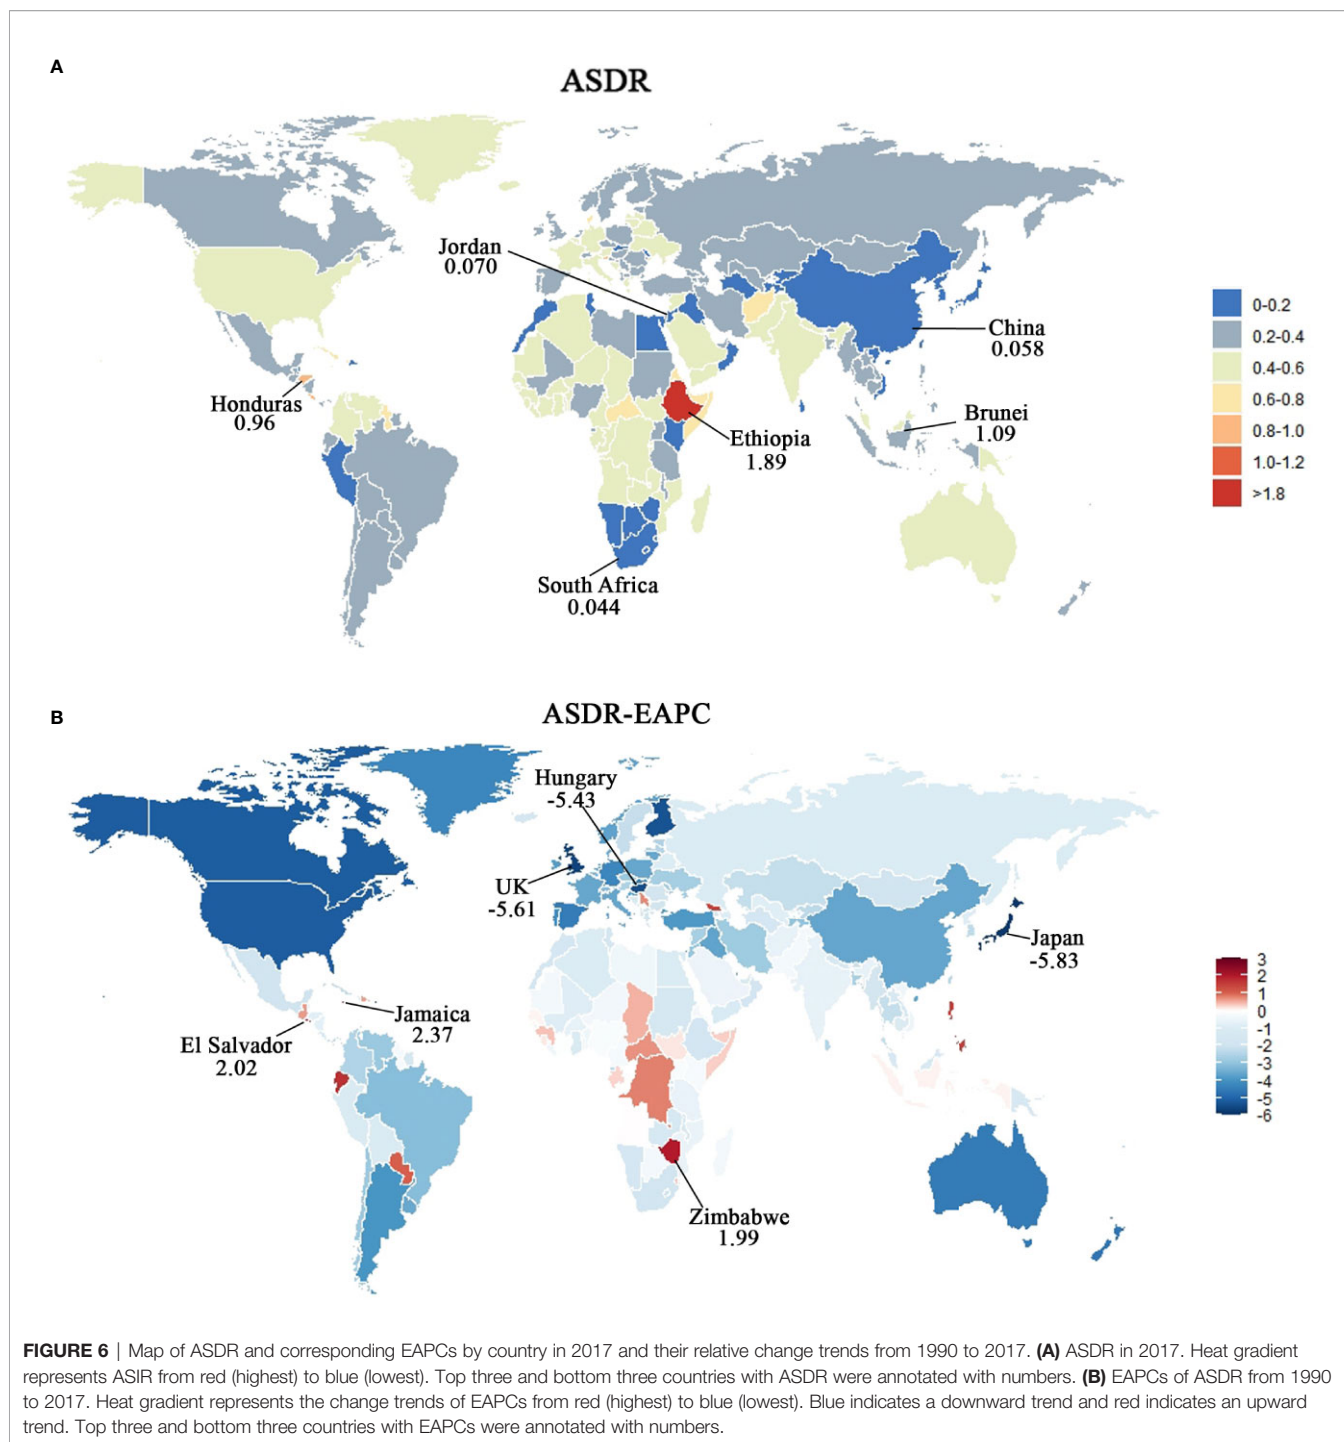 A
ASDR
Jordan
0.070
China
0.058
Honduras
0.96
Brunei
1.09
Ethiopia
1.89
South Africa
0.044
0-0.2
0.2-0.4
0.4-0.6
0.6-0.8
0.8-1.0
1.0-1.2
>1.8
B
ASDR-EAPC
Hungary
-5.43
UK
-5.61
Japan
-5.83
Jamaica
2.37
El Salvador
2.02
Zimbabwe
1.99
3
2
1
0
-1
-2
-3
-4
-5
-6
FIGURE 6 | Map of ASDR and corresponding EAPCs by country in 2017 and their relative change trends from 1990 to 2017. (A) ASDR in 2017. Heat gradient
represents ASIR from red (highest) to blue (lowest). Top three and bottom three countries with ASDR were annotated with numbers. (B) EAPCs of ASDR from 1990
to 2017. Heat gradient represents the change trends of EAPCs from red (highest) to blue (lowest). Blue indicates a downward trend and red indicates an upward
trend. Top three and bottom three countries with EAPCs were annotated with numbers.